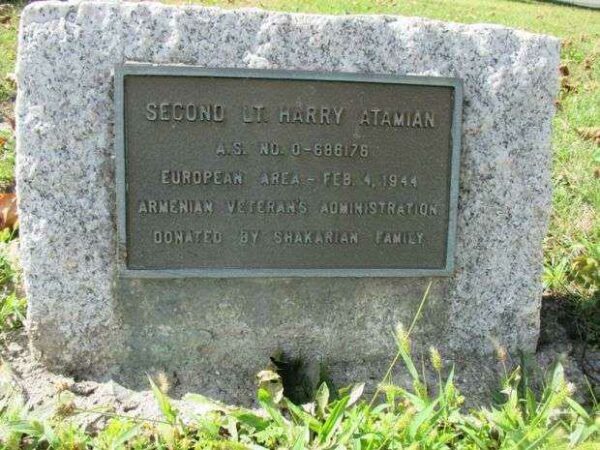 SECOND LT. HARRY ATAMIAN
A.S. NO. O-686176
EUROPEAN AREA - FEB. 4, 1944
ARMENIAN VETERAN'S ADMINISTRATION
DONATED BY SHAKARIAN FAMILY